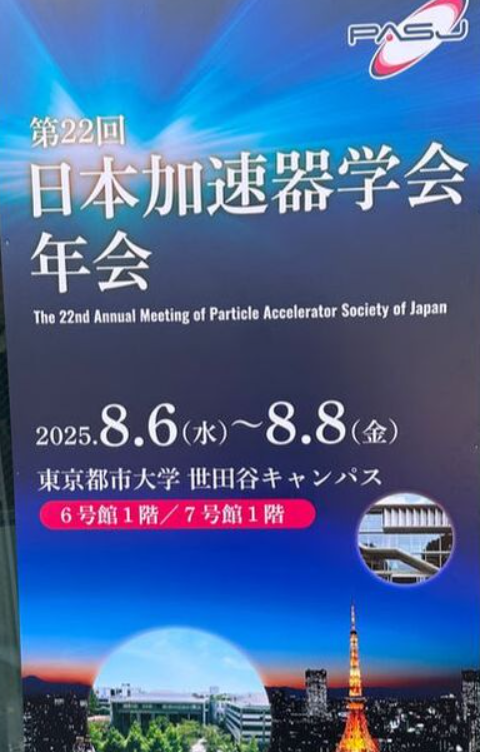 PASJ
第22回
日本加速器学会
年会
The 22nd Annual Meeting of Particle Accelerator Society of Japan
2025.8.6(水)～8.8(金)
東京都市大学 世田谷キャンパス
6号館1階／7号館1階